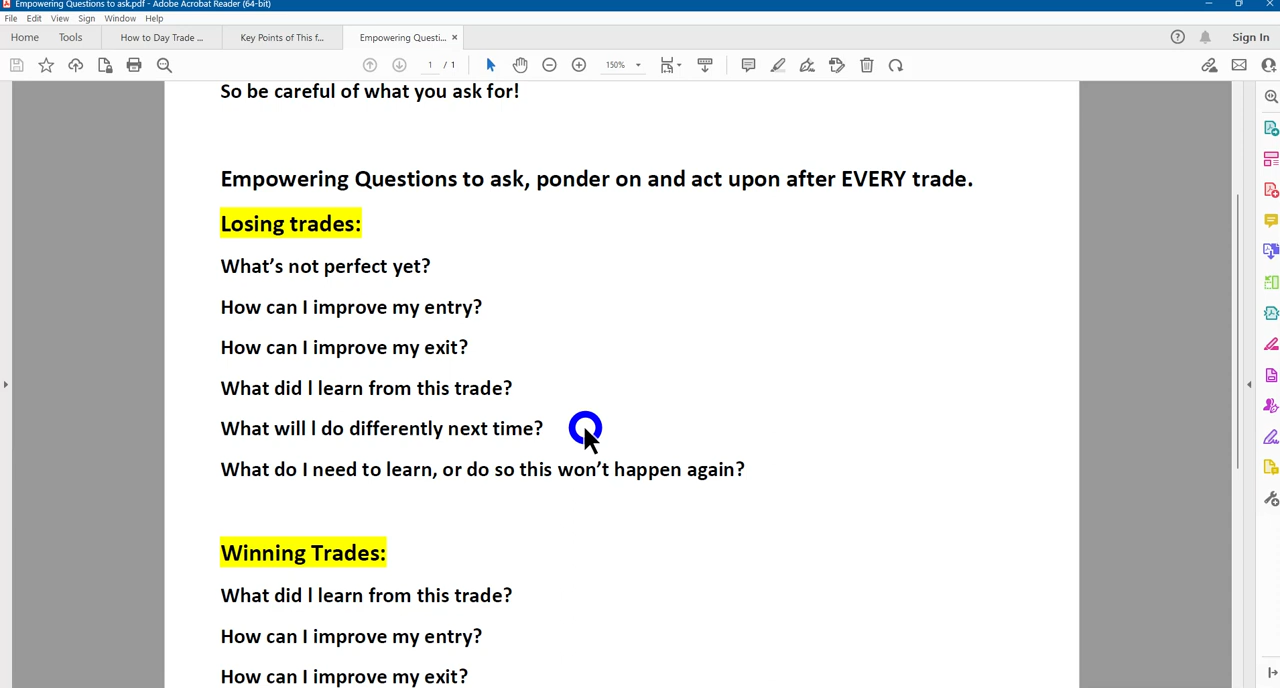 Empowering Questions to ask.pdf - Adobe Acrobat Reader (64-bit)
File Edit View Sign Window Help
Home Tools How to Day Trade ... Key Points of This f... Empowering Questi... ×
Sign In
1 / 1 150%
So be careful of what you ask for!
Empowering Questions to ask, ponder on and act upon after EVERY trade.
Losing trades:
What's not perfect yet?
How can I improve my entry?
How can I improve my exit?
What did I learn from this trade?
What will I do differently next time?
What do I need to learn, or do so this won't happen again?
Winning Trades:
What did I learn from this trade?
How can I improve my entry?
How can I improve my exit?